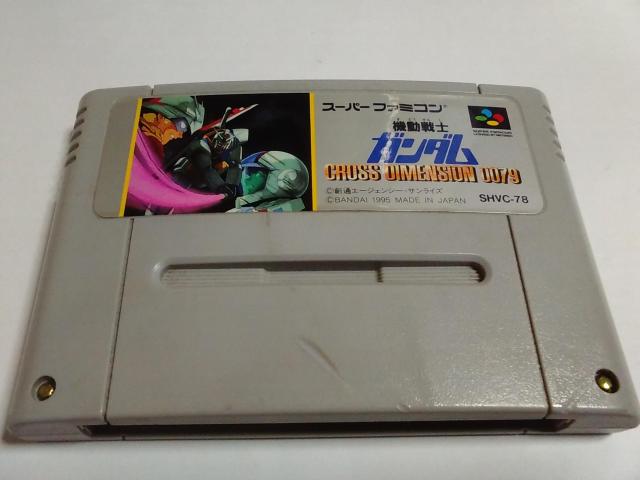 スーパーファミコン
機動戦士
ガンダム
CROSS DIMENSION 0079
SUPER FAMICOM
©創通エージェンシー・サンライズ
©BANDAI 1995 MADE IN JAPAN
SHVC-78